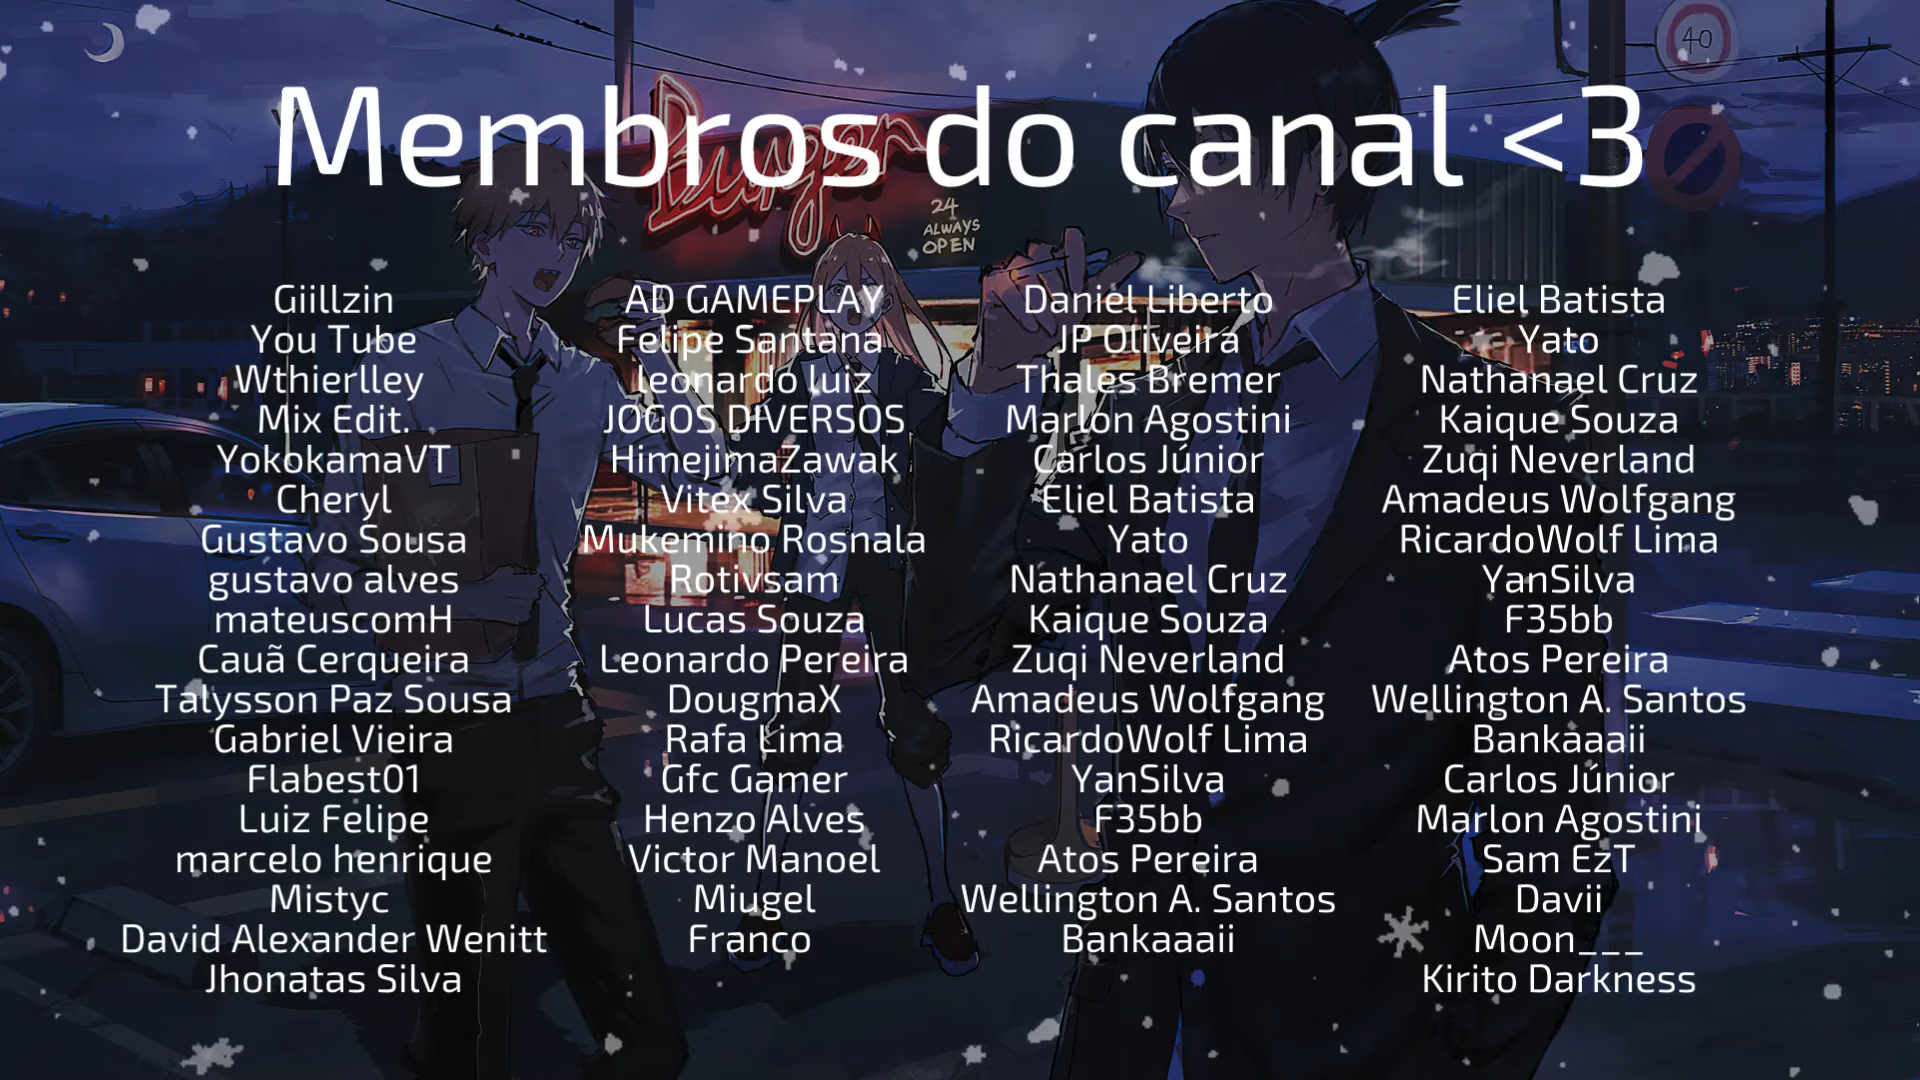 40
Membros do canal <3
Burger
24
ALWAYS
OPEN
Giillzin
You Tube
Wthierlley
Mix Edit.
YokokamaVT
Cheryl
Gustavo Sousa
gustavo alves
mateuscomH
Cauã Cerqueira
Talysson Paz Sousa
Gabriel Vieira
Flabest01
Luiz Felipe
marcelo henrique
Mistyc
David Alexander Wenitt
Jhonatas Silva
AD GAMEPLAY
Felipe Santana
leonardo luiz
JOGOS DIVERSOS
HimejimaZawak
Vitex Silva
Mukemino Rosnala
Rotivsam
Lucas Souza
Leonardo Pereira
DougmaX
Rafa Lima
Gfc Gamer
Henzo Alves
Victor Manoel
Miugel
Franco
Daniel Liberto
JP Oliveira
Thales Bremer
Marlon Agostini
Carlos Júnior
Eliel Batista
Yato
Nathanael Cruz
Kaique Souza
Zuqi Neverland
Amadeus Wolfgang
RicardoWolf Lima
YanSilva
F35bb
Atos Pereira
Wellington A. Santos
Bankaaaii
Eliel Batista
Yato
Nathanael Cruz
Kaique Souza
Zuqi Neverland
Amadeus Wolfgang
RicardoWolf Lima
YanSilva
F35bb
Atos Pereira
Wellington A. Santos
Bankaaaii
Carlos Júnior
Marlon Agostini
Sam EzT
Davii
Moon___
Kirito Darkness